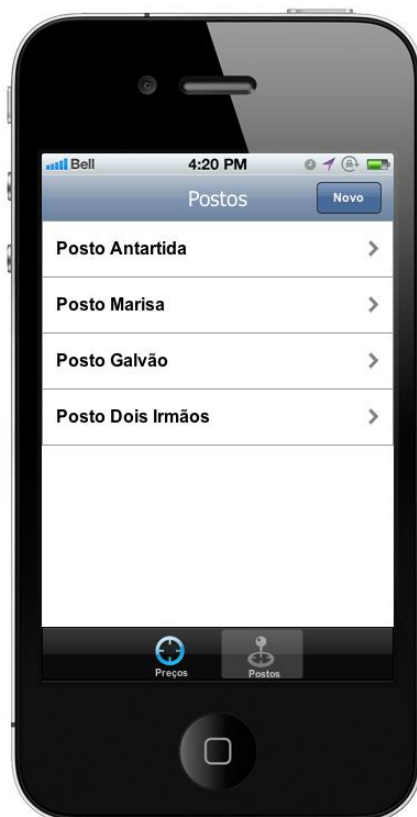 Bell 4:20 PM
Postos Novo
Posto Antartida
Posto Marisa
Posto Galvão
Posto Dois Irmãos
Preços Postos